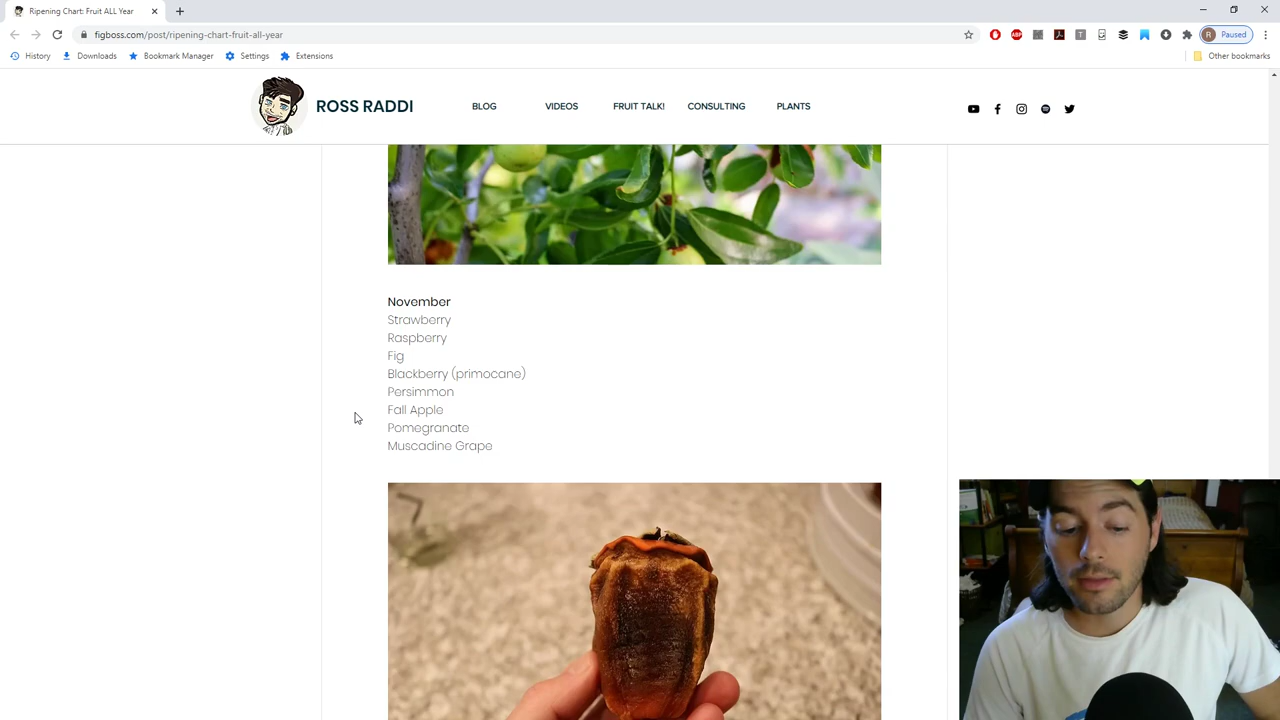 Ripening Chart: Fruit ALL Year
figboss.com/post/ripening-chart-fruit-all-year
Paused
History
Downloads
Bookmark Manager
Settings
Extensions
Other bookmarks
ROSS RADDI
BLOG
VIDEOS
FRUIT TALK!
CONSULTING
PLANTS
November
Strawberry
Raspberry
Fig
Blackberry (primocane)
Persimmon
Fall Apple
Pomegranate
Muscadine Grape